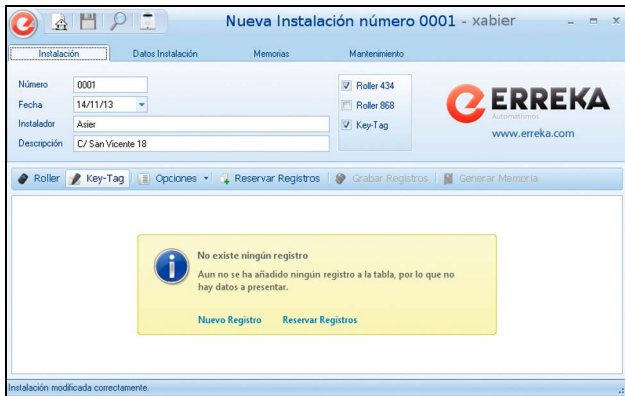 Nueva Instalación número 0001 - xabier
Instalación Datos Instalación Memorias Mantenimiento
Número 0001
Fecha 14/11/13
Instalador Asier
Descripción C/ San Vicente 18
Roller 434
Roller 868
Key-Tag
ERREKA
Automatismos
www.erreka.com
Roller Key-Tag Opciones Reservar Registros Grabar Registros Generar Memoria
No existe ningún registro
Aun no se ha añadido ningún registro a la tabla, por lo que no
hay datos a presentar.
Nuevo Registro Reservar Registros
Instalación modificada correctamente.